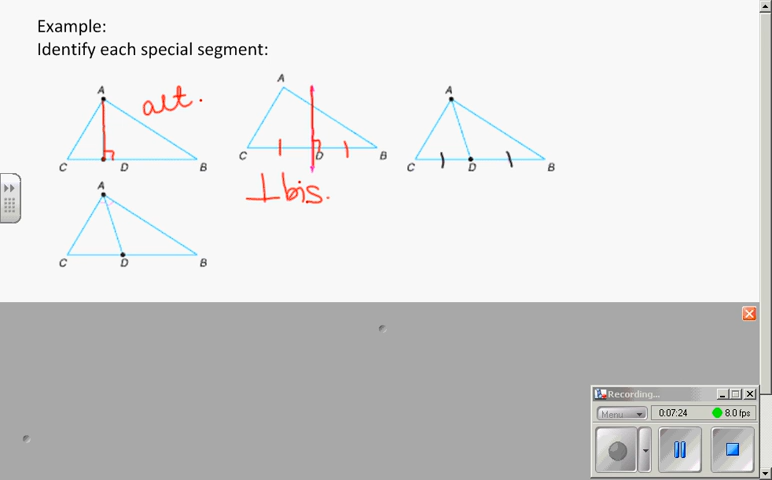 Example:
Identify each special segment:
A
C D B
alt.
A
C D B
⊥ bis.
A
C D B
A
C D B
Recording...
Menu
0:07:24
8.0 fps